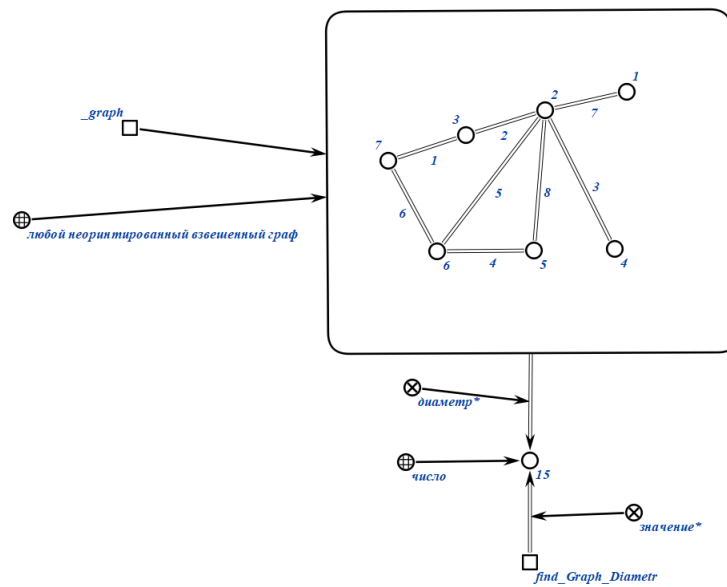 1
2
_graph
3
2
7
7
1
5
8
3
6
любой неоринтированный взвешенный граф
6
4
5
4
диаметр*
число
15
значение*
find_Graph_Diametr